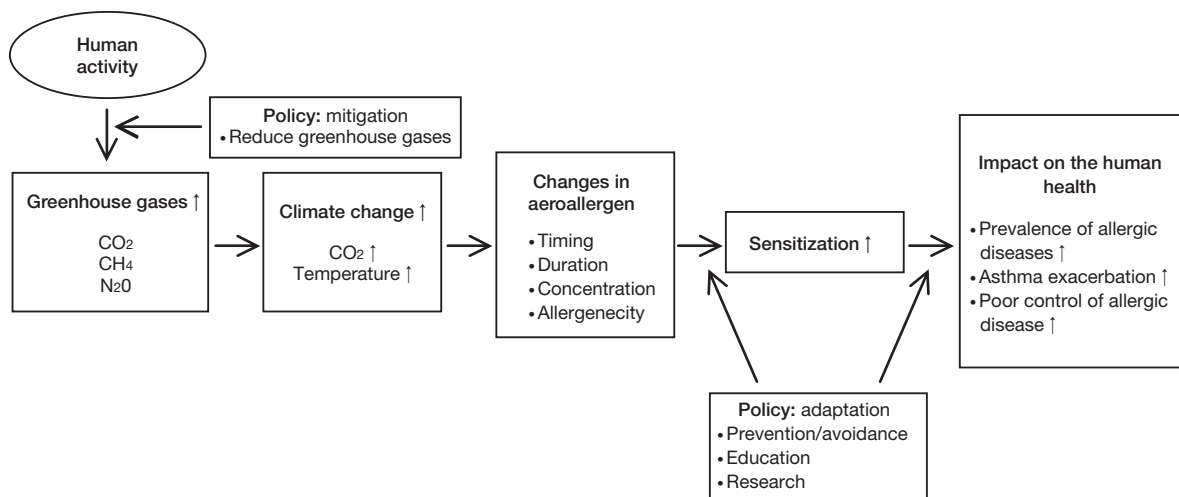 Human
activity
Policy: mitigation
• Reduce greenhouse gases
Greenhouse gases ↑
CO2
CH4
N20
Climate change ↑
CO2 ↑
Temperature ↑
Changes in
aeroallergen
• Timing
• Duration
• Concentration
• Allergenecity
Sensitization ↑
Policy: adaptation
• Prevention/avoidance
• Education
• Research
Impact on the human
health
• Prevalence of allergic
diseases ↑
• Asthma exacerbation ↑
• Poor control of allergic
disease ↑